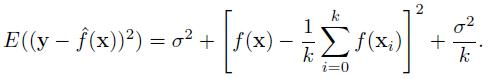 E((y − f̂(x))²) = σ² + [f(x) − (1/k) ∑_{i=0}^{k} f(x_i)]² + σ²/k.